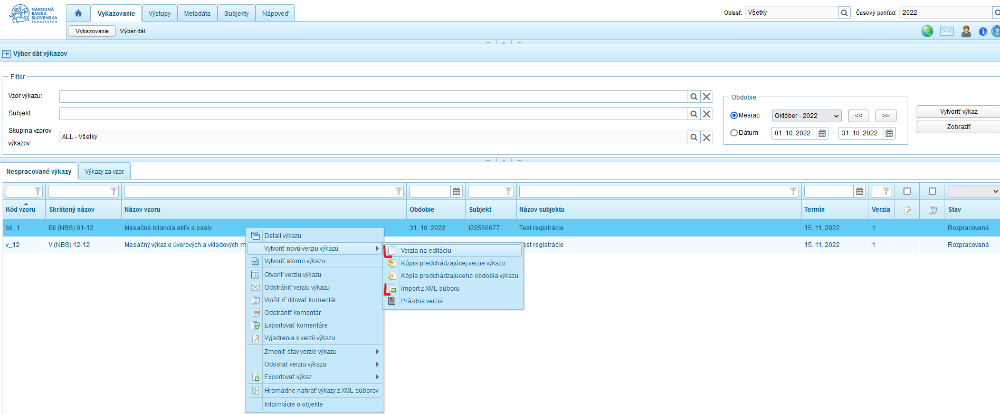 NÁRODNÁ
BANKA
SLOVENSKA
EUROSYSTÉM
Vykazovanie
Výstupy
Metadáta
Subjekty
Nápoveď
Oblasť:
Všetky
Časový pohľad:
2022
Vykazovanie
Výber dát
Výber dát výkazov
Filter
Vzor výkazu:
Subjekt:
Skupina vzorov
výkazov:
ALL - Všetky
Obdobie
Mesiac
Október - 2022
<<
>>
Dátum
01. 10. 2022
–
31. 10. 2022
Vytvoriť výkaz
Zobraziť
Nespracované výkazy
Výkazy za vzor
Kód vzoru
Skrátený názov
Názov vzoru
Obdobie
Subjekt
Názov subjektu
Termín
Verzia
Stav
bil_1
Bil (NBS) 01-12
Mesačná bilancia aktív a pasív
31. 10. 2022
I22556677
Test registrácie
15. 11. 2022
1
Rozpracovaná
v_12
V (NBS) 12-12
Mesačný výkaz o úverových a vkladových m
est registrácie
15. 11. 2022
1
Rozpracovaná
Detail výkazu
Vytvoriť novú verziu výkazu
Vytvoriť storno výkazu
Otvoriť verziu výkazu
Odstrániť verziu výkazu
Vložiť /Editovať komentár
Odstrániť komentár
Exportovať komentáre
Vyjadrenia k verzii výkazu
Zmeniť stav verzie výkazu
Odoslať verziu výkazu
Exportovať výkaz
Hromadne nahrať výkazy z XML súborov
Informácie o objekte
Verzia na editáciu
Kópia predchádzajúcej verzie výkazu
Kópia predchádzajúceho obdobia výkazu
Import z XML súboru
Prázdna verzia